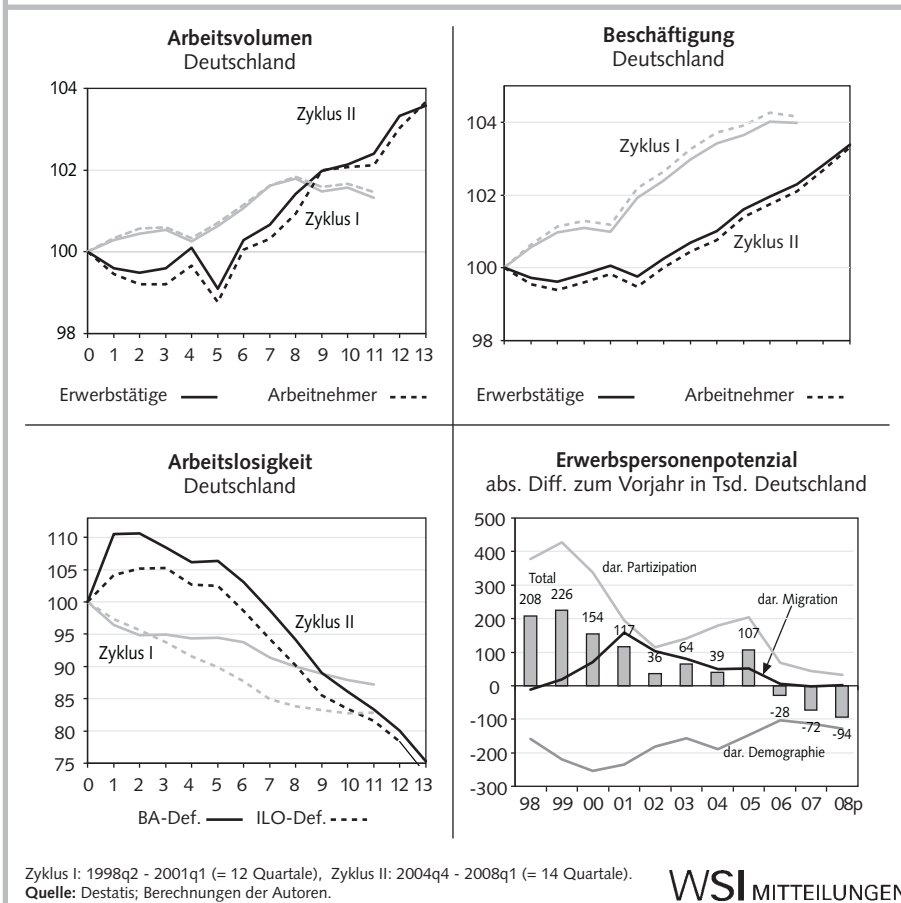 Arbeitsvolumen
Deutschland
104
102
100
98
Zyklus II
Zyklus I
0 1 2 3 4 5 6 7 8 9 10 11 12 13
Erwerbstätige Arbeitnehmer
Beschäftigung
Deutschland
104
102
100
98
Zyklus I
Zyklus II
Erwerbstätige Arbeitnehmer
Arbeitslosigkeit
Deutschland
110
105
100
95
90
85
80
75
Zyklus II
Zyklus I
0 1 2 3 4 5 6 7 8 9 10 11 12 13
BA-Def. ILO-Def.
Erwerbspersonenpotenzial
abs. Diff. zum Vorjahr in Tsd. Deutschland
500
400
300
200
100
0
-100
-200
-300
dar. Partizipation
Total
dar. Migration
208 226 154 117 36 64 39 107 -28 -72 -94
dar. Demographie
98 99 00 01 02 03 04 05 06 07 08p
Zyklus I: 1998q2 - 2001q1 (= 12 Quartale), Zyklus II: 2004q4 - 2008q1 (= 14 Quartale).
Quelle: Destatis; Berechnungen der Autoren.
WSI MITTEILUNGEN